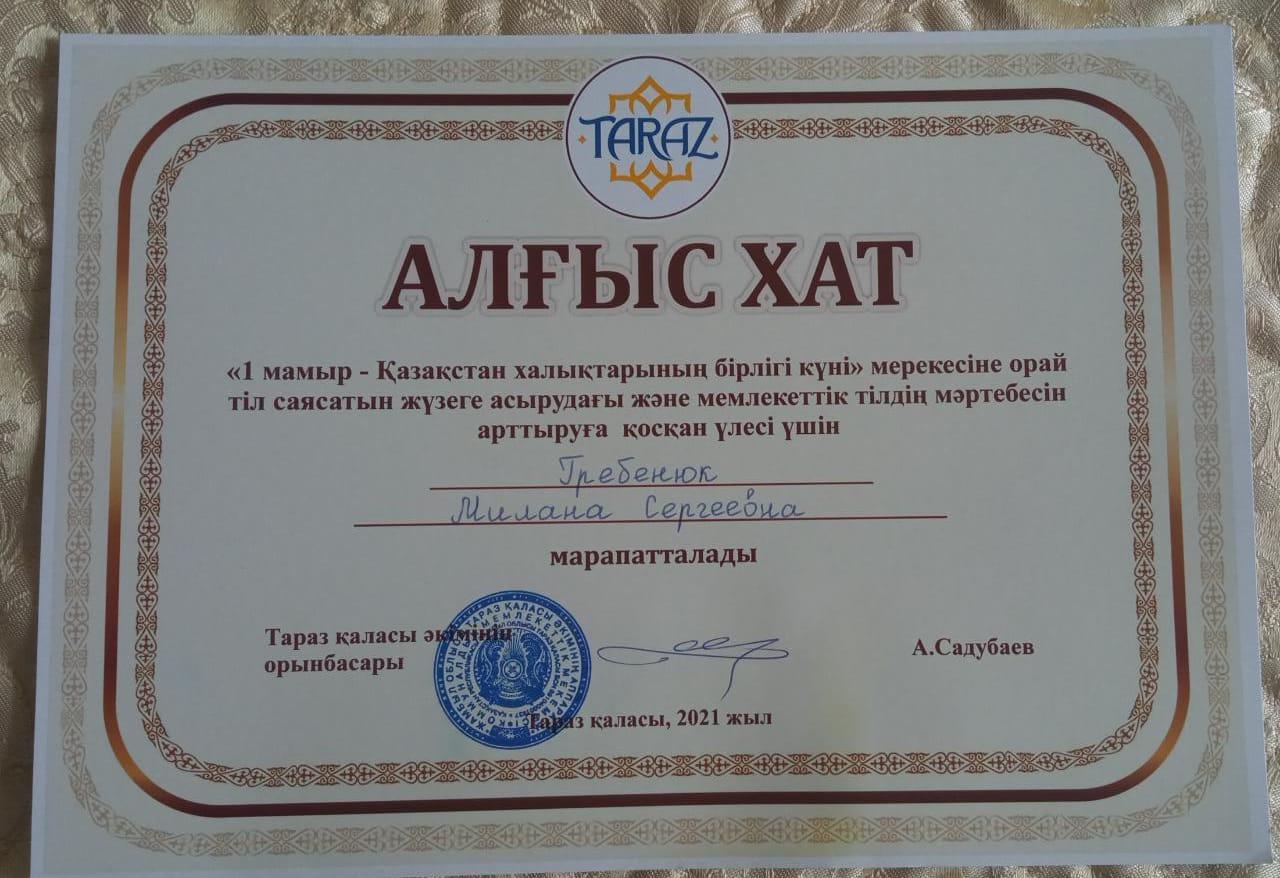 TARAZ
АЛҒЫС ХАТ
«1 мамыр - Қазақстан халықтарының бірлігі күні» мерекесіне орай
тіл саясатын жүзеге асырудағы және мемлекеттік тілдің мәртебесін
арттыруға қосқан үлесі үшін
Гребенюк
Милана Сергеевна
марапатталады
Тараз қаласы әкімінің
орынбасары
А.Садубаев
Тараз қаласы, 2021 жыл